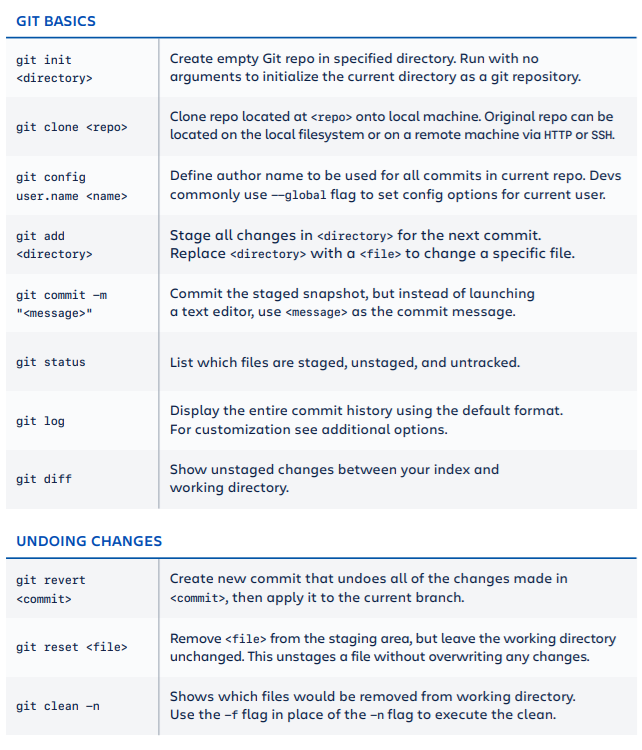 GIT BASICS
git init
<directory>
Create empty Git repo in specified directory. Run with no
arguments to initialize the current directory as a git repository.
git clone <repo>
Clone repo located at <repo> onto local machine. Original repo can be
located on the local filesystem or on a remote machine via HTTP or SSH.
git config
user.name <name>
Define author name to be used for all commits in current repo. Devs
commonly use --global flag to set config options for current user.
git add
<directory>
Stage all changes in <directory> for the next commit.
Replace <directory> with a <file> to change a specific file.
git commit -m
"<message>"
Commit the staged snapshot, but instead of launching
a text editor, use <message> as the commit message.
git status
List which files are staged, unstaged, and untracked.
git log
Display the entire commit history using the default format.
For customization see additional options.
git diff
Show unstaged changes between your index and
working directory.
UNDOING CHANGES
git revert
<commit>
Create new commit that undoes all of the changes made in
<commit>, then apply it to the current branch.
git reset <file>
Remove <file> from the staging area, but leave the working directory
unchanged. This unstages a file without overwriting any changes.
git clean -n
Shows which files would be removed from working directory.
Use the -f flag in place of the -n flag to execute the clean.